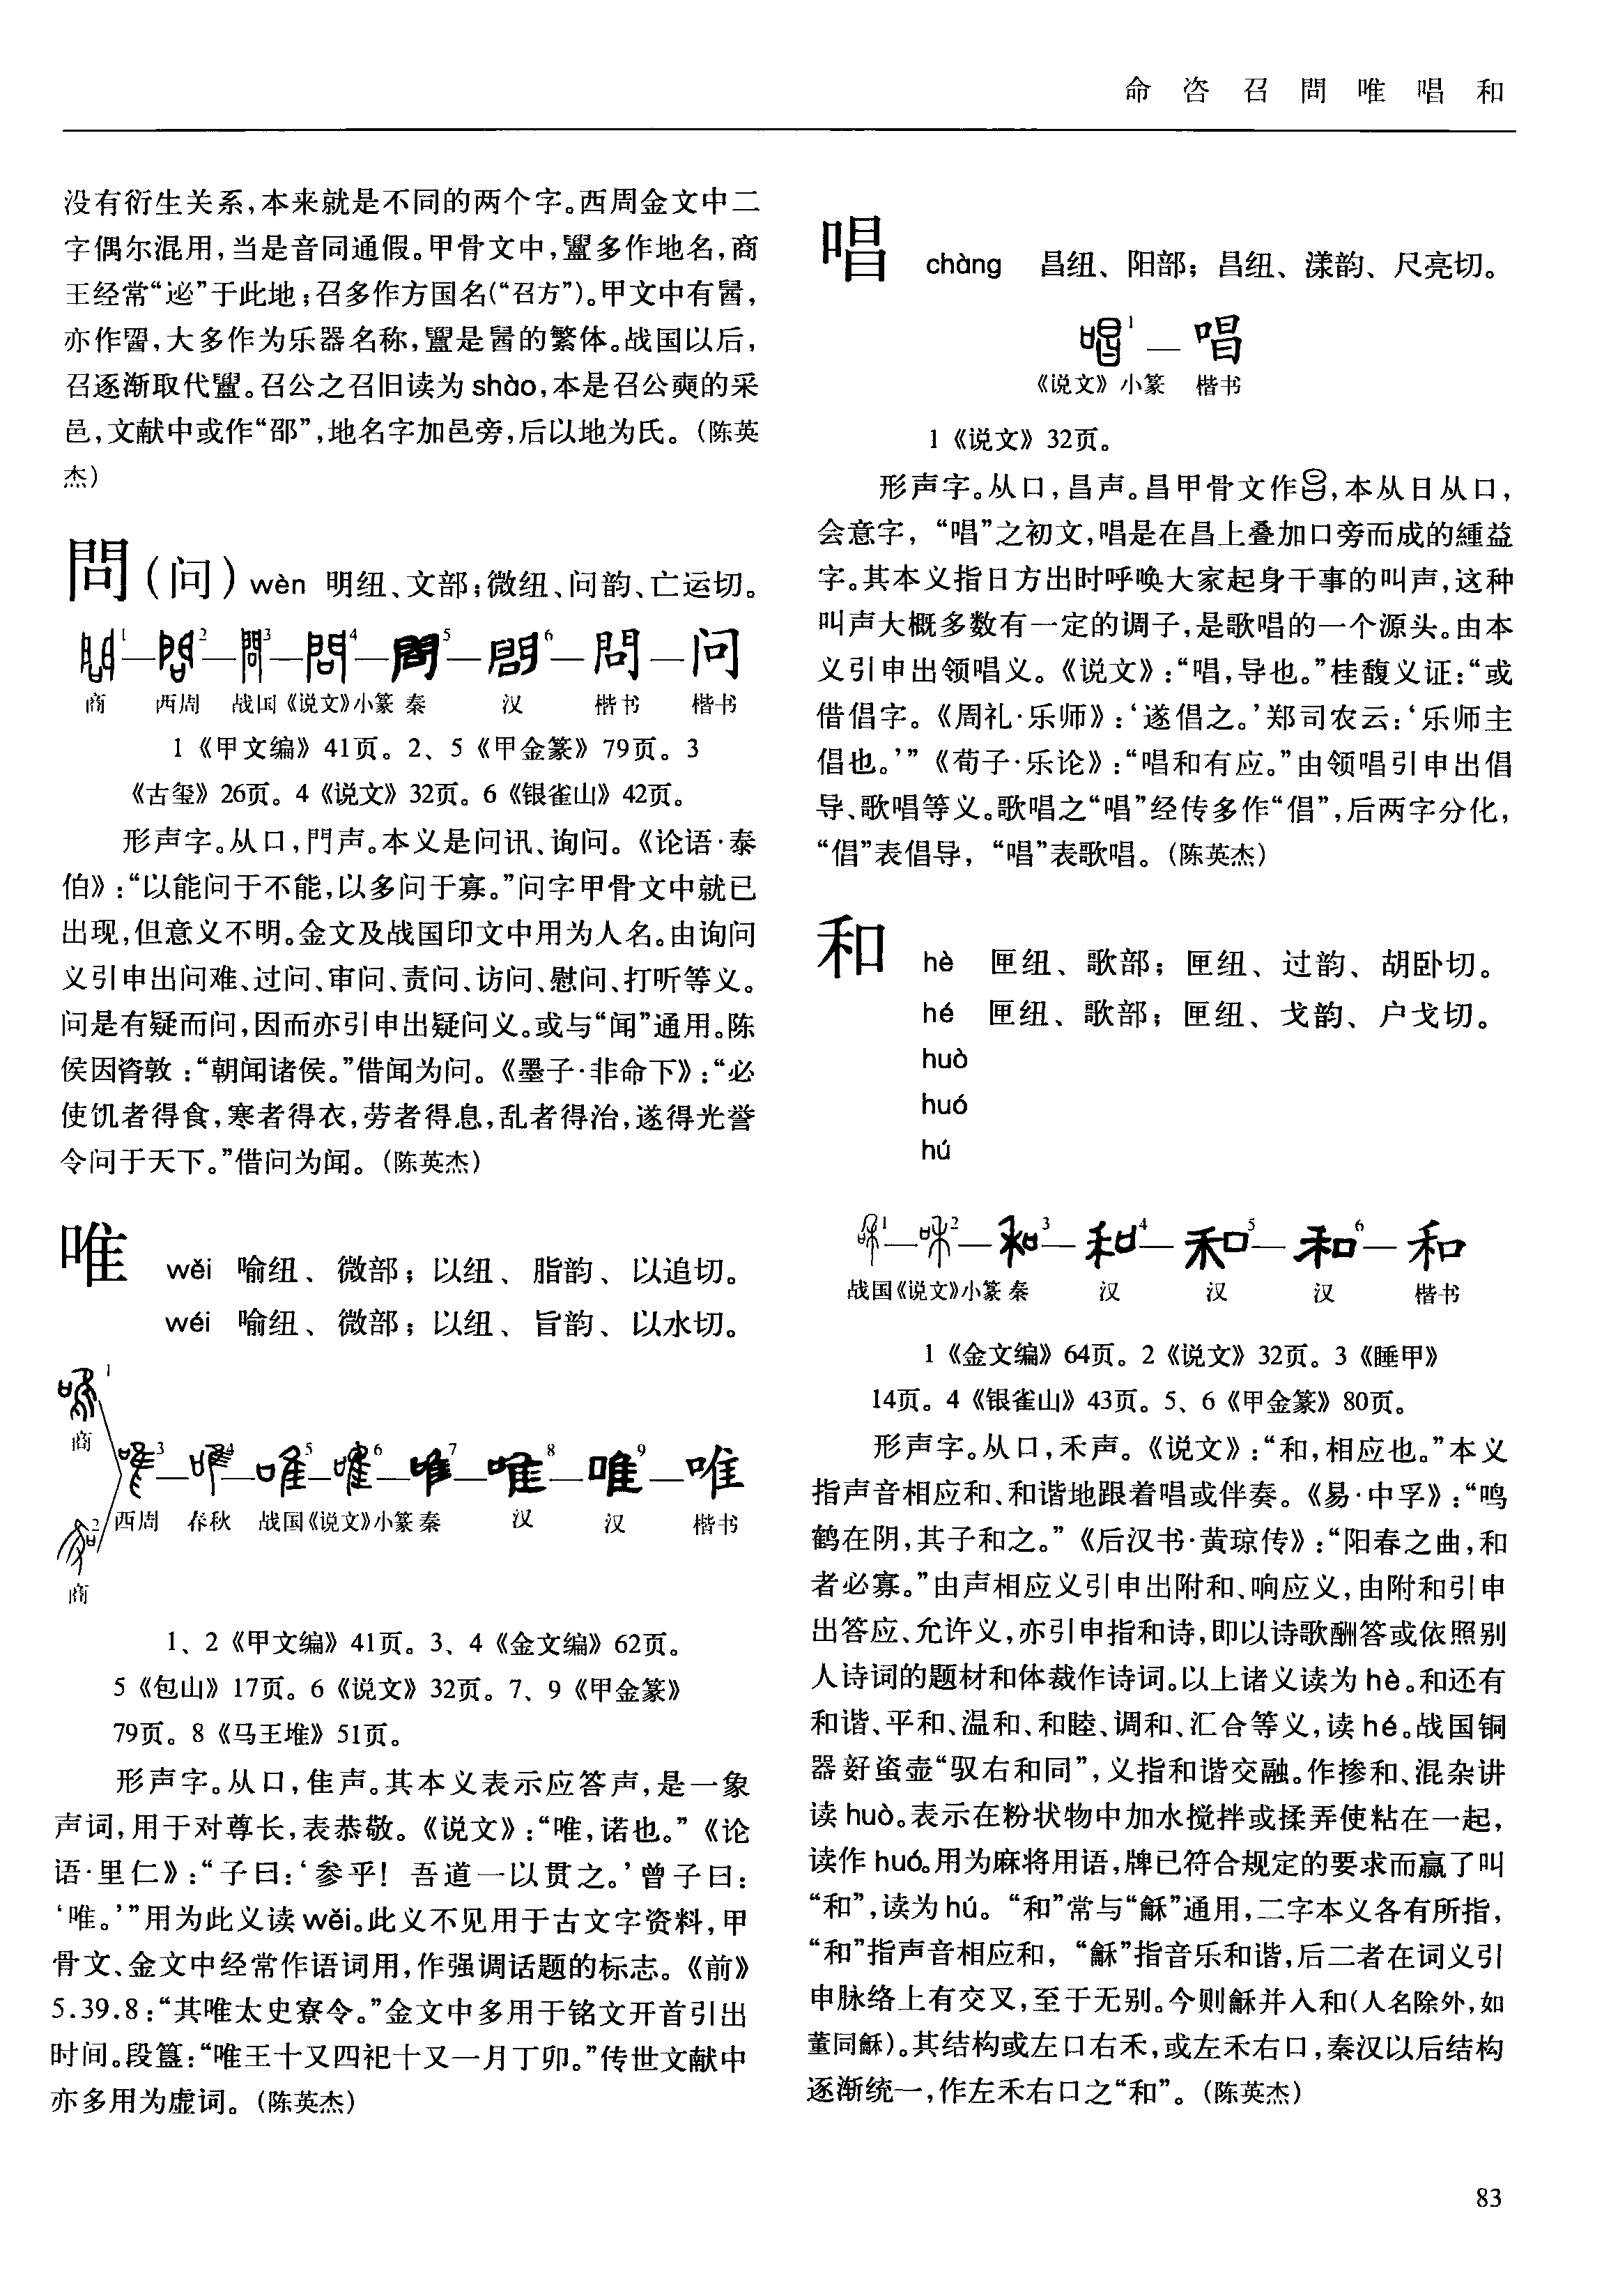 命 咨 召 問 唯 唱 和
没有衍生关系,本来就是不同的两个字。西周金文中二
字偶尔混用,当是音同通假。甲骨文中,多作地名,商
王经常“”于此地;召多作方国名(“召方”)。甲文中有,
亦作,大多作为乐器名称,是的繁体。战国以后,
召逐渐取代。召公之召旧读为 shào,本是召公奭的采
邑,文献中或作“邵”,地名字加邑旁,后以地为氏。(陈英
杰)
問(问) wèn 明纽、文部;微纽、问韵、亡运切。
1 2 3 4 問5 問6 問 问
商 西周 战国《说文》小篆 秦 汉 楷书 楷书
1《甲文编》41页。2、5《甲金篆》79页。3
《古玺》26页。4《说文》32页。6《银雀山》42页。
形声字。从口,門声。本义是问讯、询问。《论语·泰
伯》:“以能问于不能,以多问于寡。”问字甲骨文中就已
出现,但意义不明。金文及战国印文中用为人名。由询问
义引申出问难、过问、审问、责问、访问、慰问、打听等义。
问是有疑而问,因而亦引申出疑问义。或与“闻”通用。陈
侯因敦:“朝闻诸侯。”借闻为问。《墨子·非命下》:“必
使饥者得食,寒者得衣,劳者得息,乱者得治,遂得光誉
令问于天下。”借问为闻。(陈英杰)
唯 wěi 喻纽、微部;以纽、脂韵、以追切。
wéi 喻纽、微部;以纽、旨韵、以水切。
1
商
3 4 5 6 唯7 唯8 唯9 唯
2 西周 春秋 战国《说文》小篆 秦 汉 汉 楷书
商
1、2《甲文编》41页。3、4《金文编》62页。
5《包山》17页。6《说文》32页。7、9《甲金篆》
79页。8《马王堆》51页。
形声字。从口,隹声。其本义表示应答声,是一象
声词,用于对尊长,表恭敬。《说文》:“唯,诺也。”《论
语·里仁》:“子曰:‘参乎!吾道一以贯之。’曾子曰:
‘唯。’”用为此义读wěi。此义不见用于古文字资料,甲
骨文、金文中经常作语词用,作强调话题的标志。《前》
5.39.8:“其唯太史寮令。”金文中多用于铭文开首引出
时间。段簋:“唯王十又四祀十又一月丁卯。”传世文献中
亦多用为虚词。(陈英杰)
唱 chàng 昌纽、阳部;昌纽、漾韵、尺亮切。
1 唱
《说文》小篆 楷书
1《说文》32页。
形声字。从口,昌声。昌甲骨文作,本从日从口,
会意字,“唱”之初文,唱是在昌上叠加口旁而成的緟益
字。其本义指日方出时呼唤大家起身干事的叫声,这种
叫声大概多数有一定的调子,是歌唱的一个源头。由本
义引申出领唱义。《说文》:“唱,导也。”桂馥义证:“或
借倡字。《周礼·乐师》:‘遂倡之。’郑司农云:‘乐师主
倡也。’”《荀子·乐论》:“唱和有应。”由领唱引申出倡
导、歌唱等义。歌唱之“唱”经传多作“倡”,后两字分化,
“倡”表倡导,“唱”表歌唱。(陈英杰)
和 hè 匣纽、歌部;匣纽、过韵、胡卧切。
hé 匣纽、歌部;匣纽、戈韵、户戈切。
huò
huó
hú
1 2 和3 和4 和5 和6 和
战国《说文》小篆 秦 汉 汉 汉 楷书
1《金文编》64页。2《说文》32页。3《睡甲》
14页。4《银雀山》43页。5、6《甲金篆》80页。
形声字。从口,禾声。《说文》:“和,相应也。”本义
指声音相应和、和谐地跟着唱或伴奏。《易·中孚》:“鸣
鹤在阴,其子和之。”《后汉书·黄琼传》:“阳春之曲,和
者必寡。”由声相应义引申出附和、响应义,由附和引申
出答应、允许义,亦引申指和诗,即以诗歌酬答或依照别
人诗词的题材和体裁作诗词。以上诸义读为 hè。和还有
和谐、平和、温和、和睦、调和、汇合等义,读 hé。战国铜
器壶“驭右和同”,义指和谐交融。作掺和、混杂讲
读 huò。表示在粉状物中加水搅拌或揉弄使粘在一起,
读作 huó。用为麻将用语,牌已符合规定的要求而赢了叫
“和”,读为 hú。“和”常与“龢”通用,二字本义各有所指,
“和”指声音相应和,“龢”指音乐和谐,后二者在词义引
申脉络上有交叉,至于无别。今则龢并入和(人名除外,如
董同龢)。其结构或左口右禾,或左禾右口,秦汉以后结构
逐渐统一,作左禾右口之“和”。(陈英杰)
83